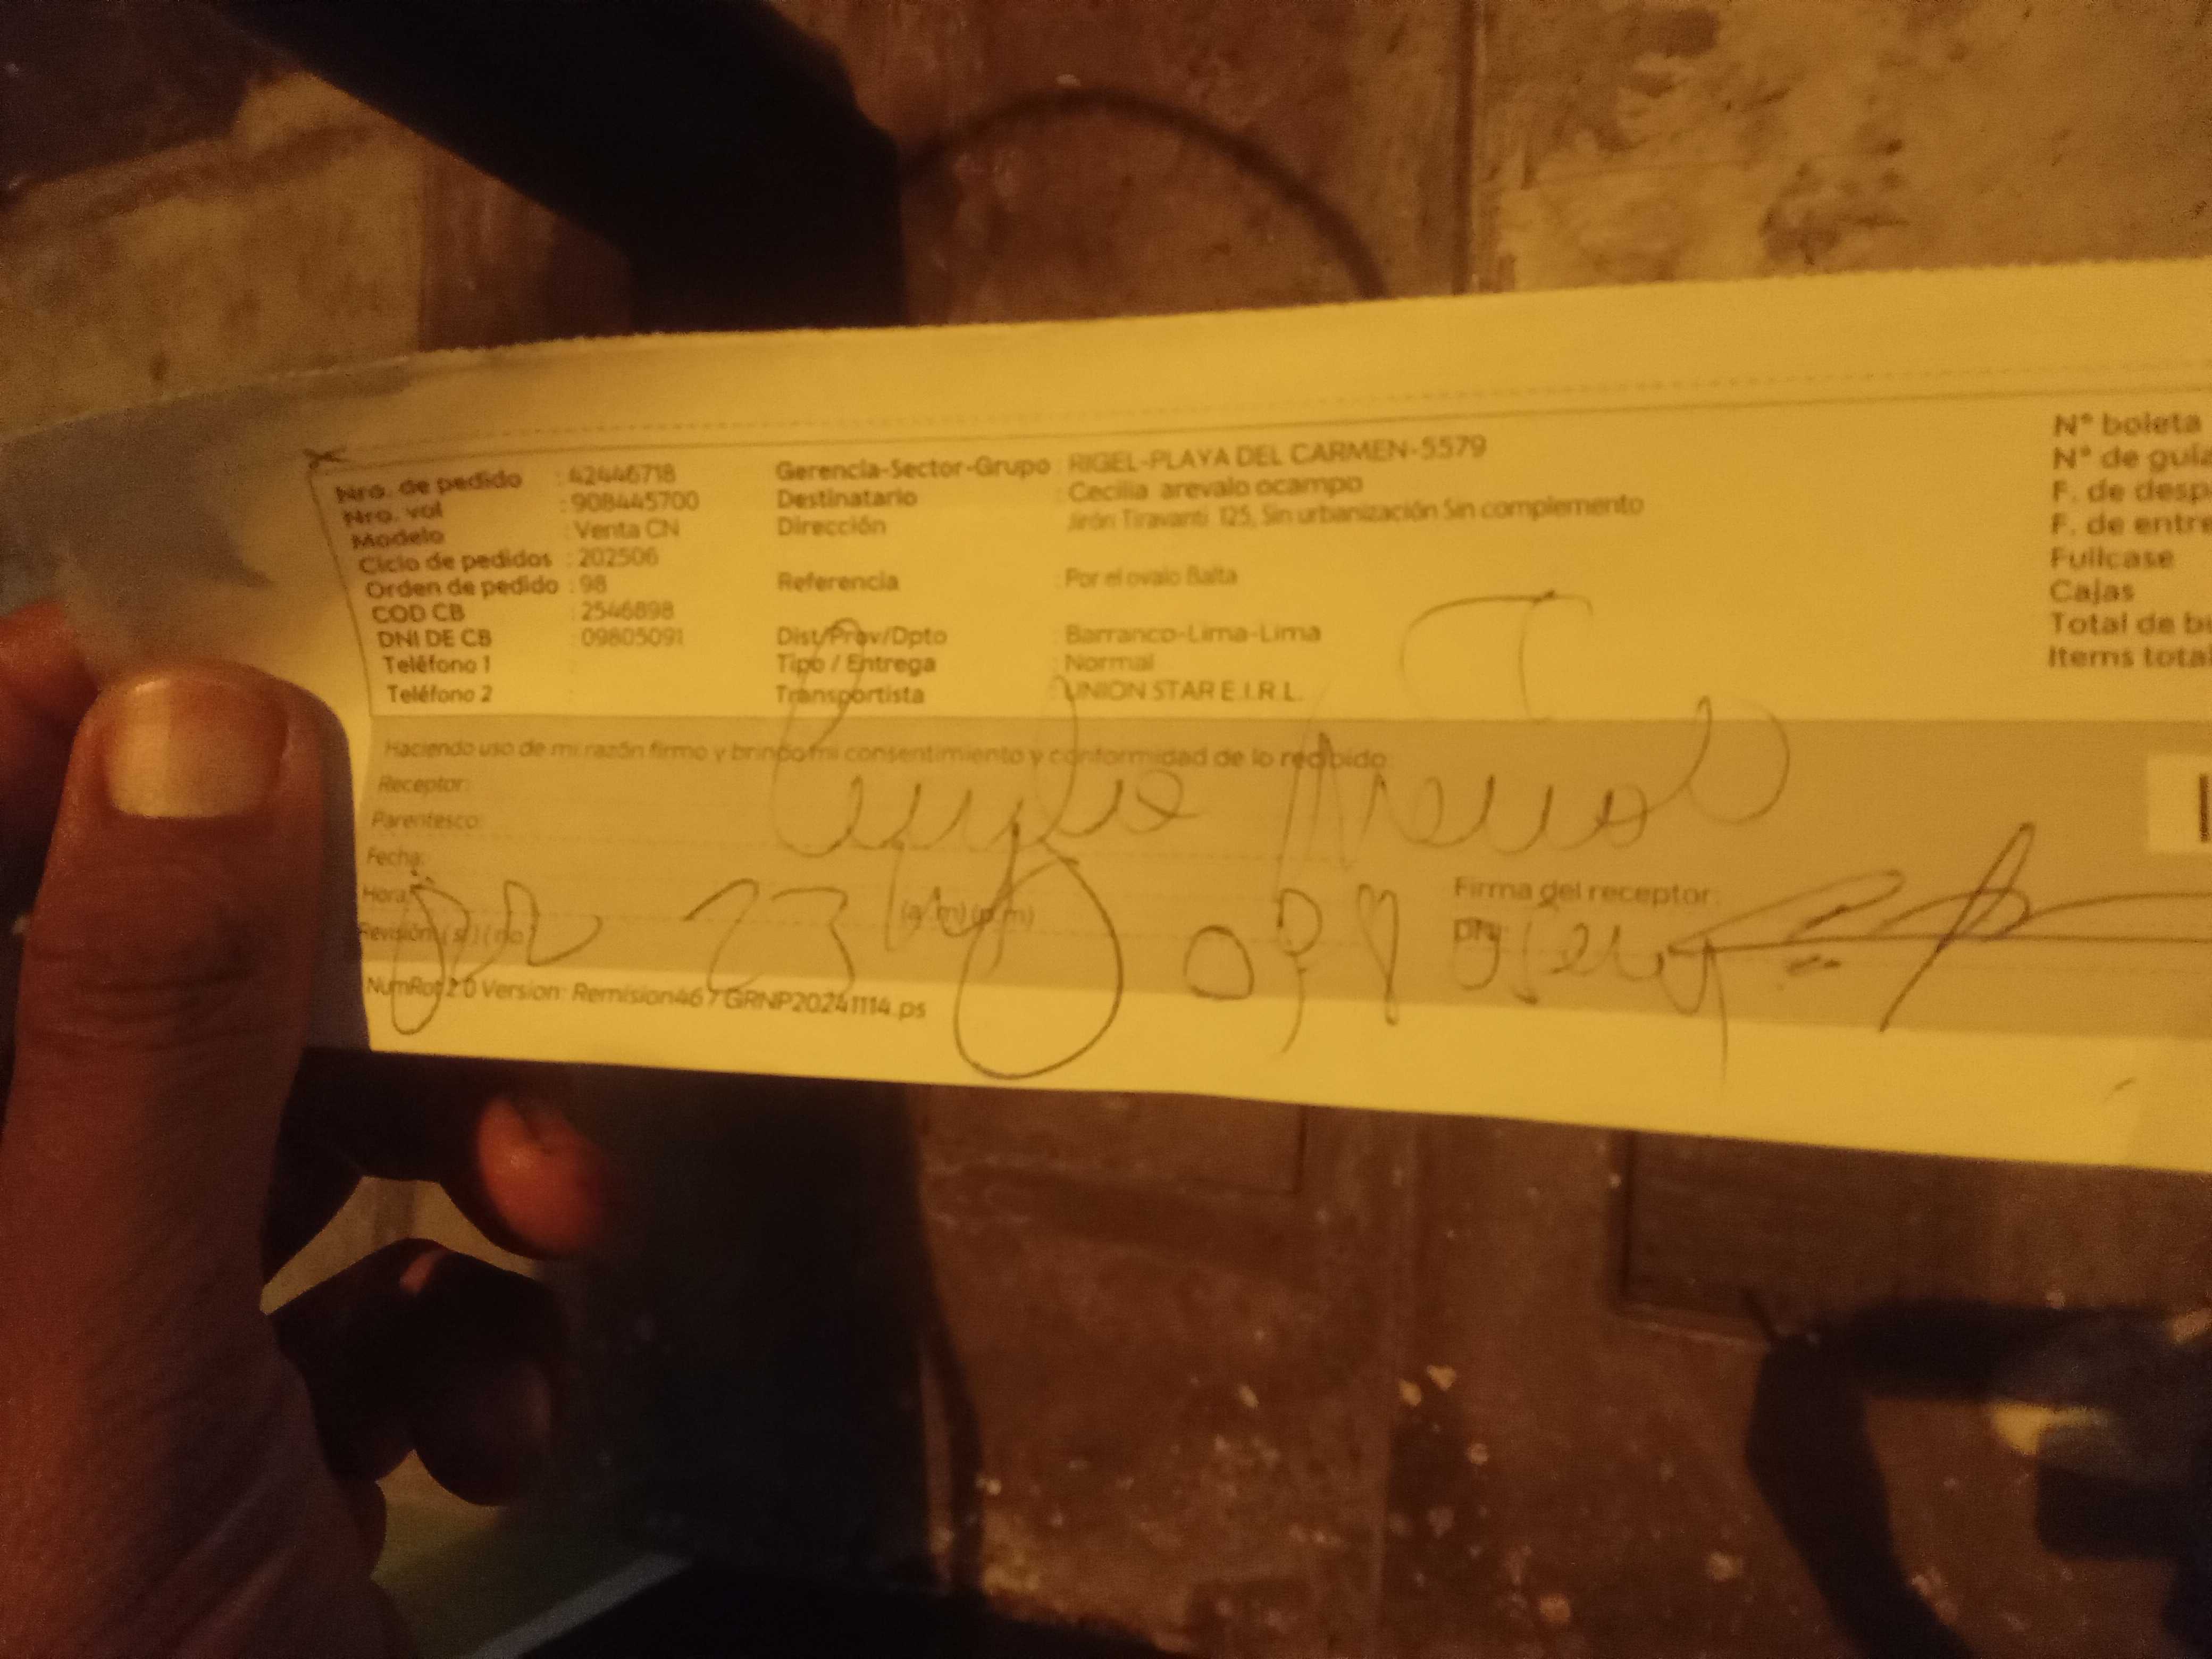 Nro. de pedido : 42446718
Nro. vol : 908445700
Modelo : Venta CN
Ciclo de pedidos : 202506
Orden de pedido : 98
COD CB : 2546898
DNI DE CB : 09805091
Teléfono 1 :
Teléfono 2
Gerencia-Sector-Grupo : RIGEL-PLAYA DEL CARMEN-5579
Destinatario : Cecilia arevalo ocampo
Dirección : Jirón Tiravanti 125, Sin urbanización Sin complemento
Referencia : Por el ovalo Balta
Dist/Prov/Dpto : Barranco-Lima-Lima
Tipo / Entrega : Normal
Transportista : UNION STAR E.I.R.L.
N° boleta
N° de guía
F. de desp
F. de entre
Fullcase
Cajas
Total de bu
Items total
Haciendo uso de mi razón firmo y brindo mi consentimiento y conformidad de lo recibido:
Receptor:
Parentesco:
Fecha:
Hora: (a.m) (p.m)
Revisión: (si) (no)
Firma del receptor:
NumRot 2.0 Version: Remision467 GRNP20241114.ps